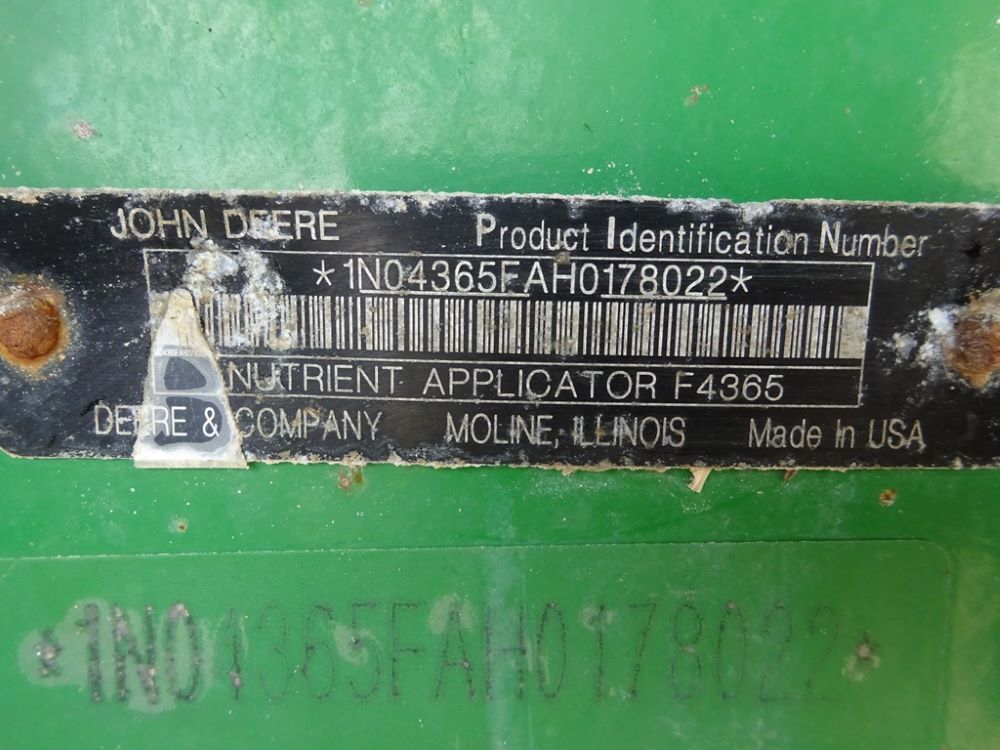 JOHN DEERE Product Identification Number
*1N04365FAH0178022*
NUTRIENT APPLICATOR F4365
DEERE & COMPANY MOLINE, ILLINOIS Made In USA
*1N04365FAH0178022*